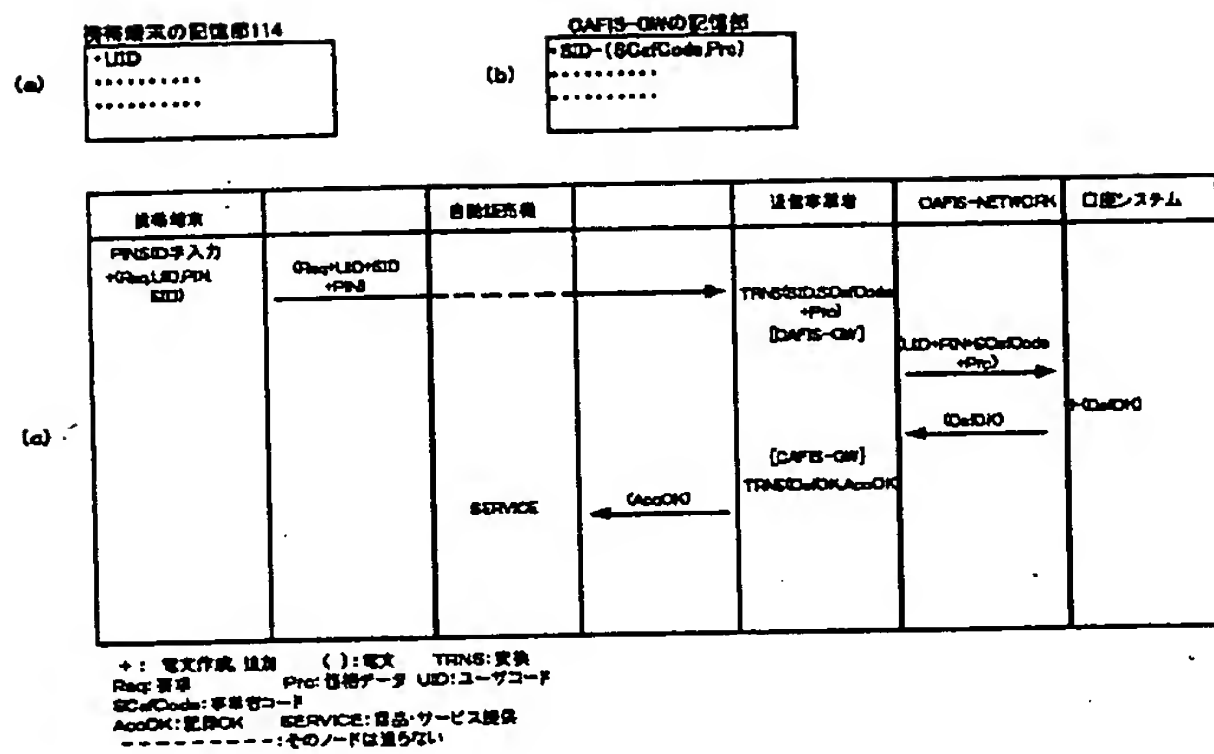 携帯端末の記憶部114
・UID
(a)
CAFIS-GWの記憶部
・SID-(SCafCode,Prc)
(b)
携帯端末
自動販売機
通信事業者
CAFIS-NETWORK
口座システム
PIN,SID手入力
+(Req,UID,PIN,
SID)
(Req+UID+SID
+PIN)
TRNS(SID,SCafCode
+Prc)
[CAFIS-GW]
(UID+PIN+SCafCode
+Prc)
+(CafOK)
(CafOK)
(c)
[CAFIS-GW]
TRNS(CafOK,AccOK)
(AccOK)
SERVICE
+: 電文作成, 追加 ( ):電文 TRNS:変換
Req:要求 Prc:価格データ UID:ユーザコード
SCafCode:事業者コード
AccOK:認証OK SERVICE:商品・サービス提供
----------:そのノードは通らない